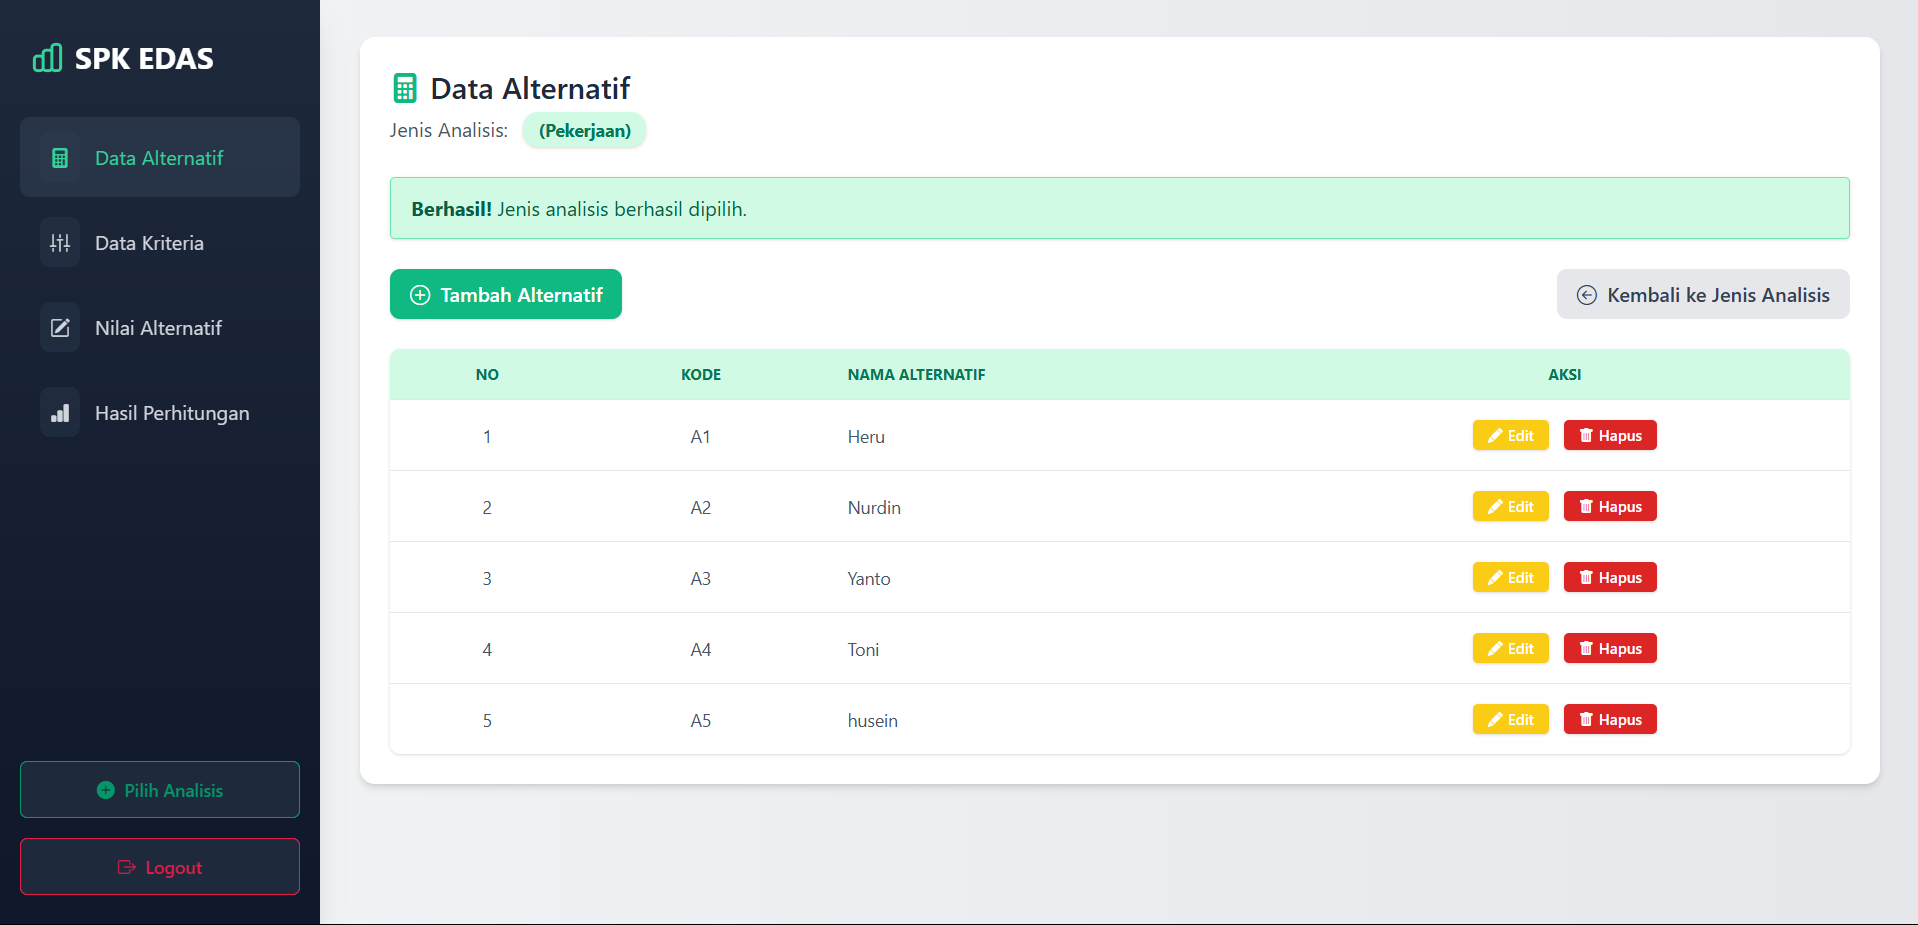 SPK EDAS
Data Alternatif
Data Kriteria
Nilai Alternatif
Hasil Perhitungan
Pilih Analisis
Logout
Data Alternatif
Jenis Analisis: (Pekerjaan)
Berhasil! Jenis analisis berhasil dipilih.
Tambah Alternatif
Kembali ke Jenis Analisis
NO KODE NAMA ALTERNATIF AKSI
1 A1 Heru Edit Hapus
2 A2 Nurdin Edit Hapus
3 A3 Yanto Edit Hapus
4 A4 Toni Edit Hapus
5 A5 husein Edit Hapus